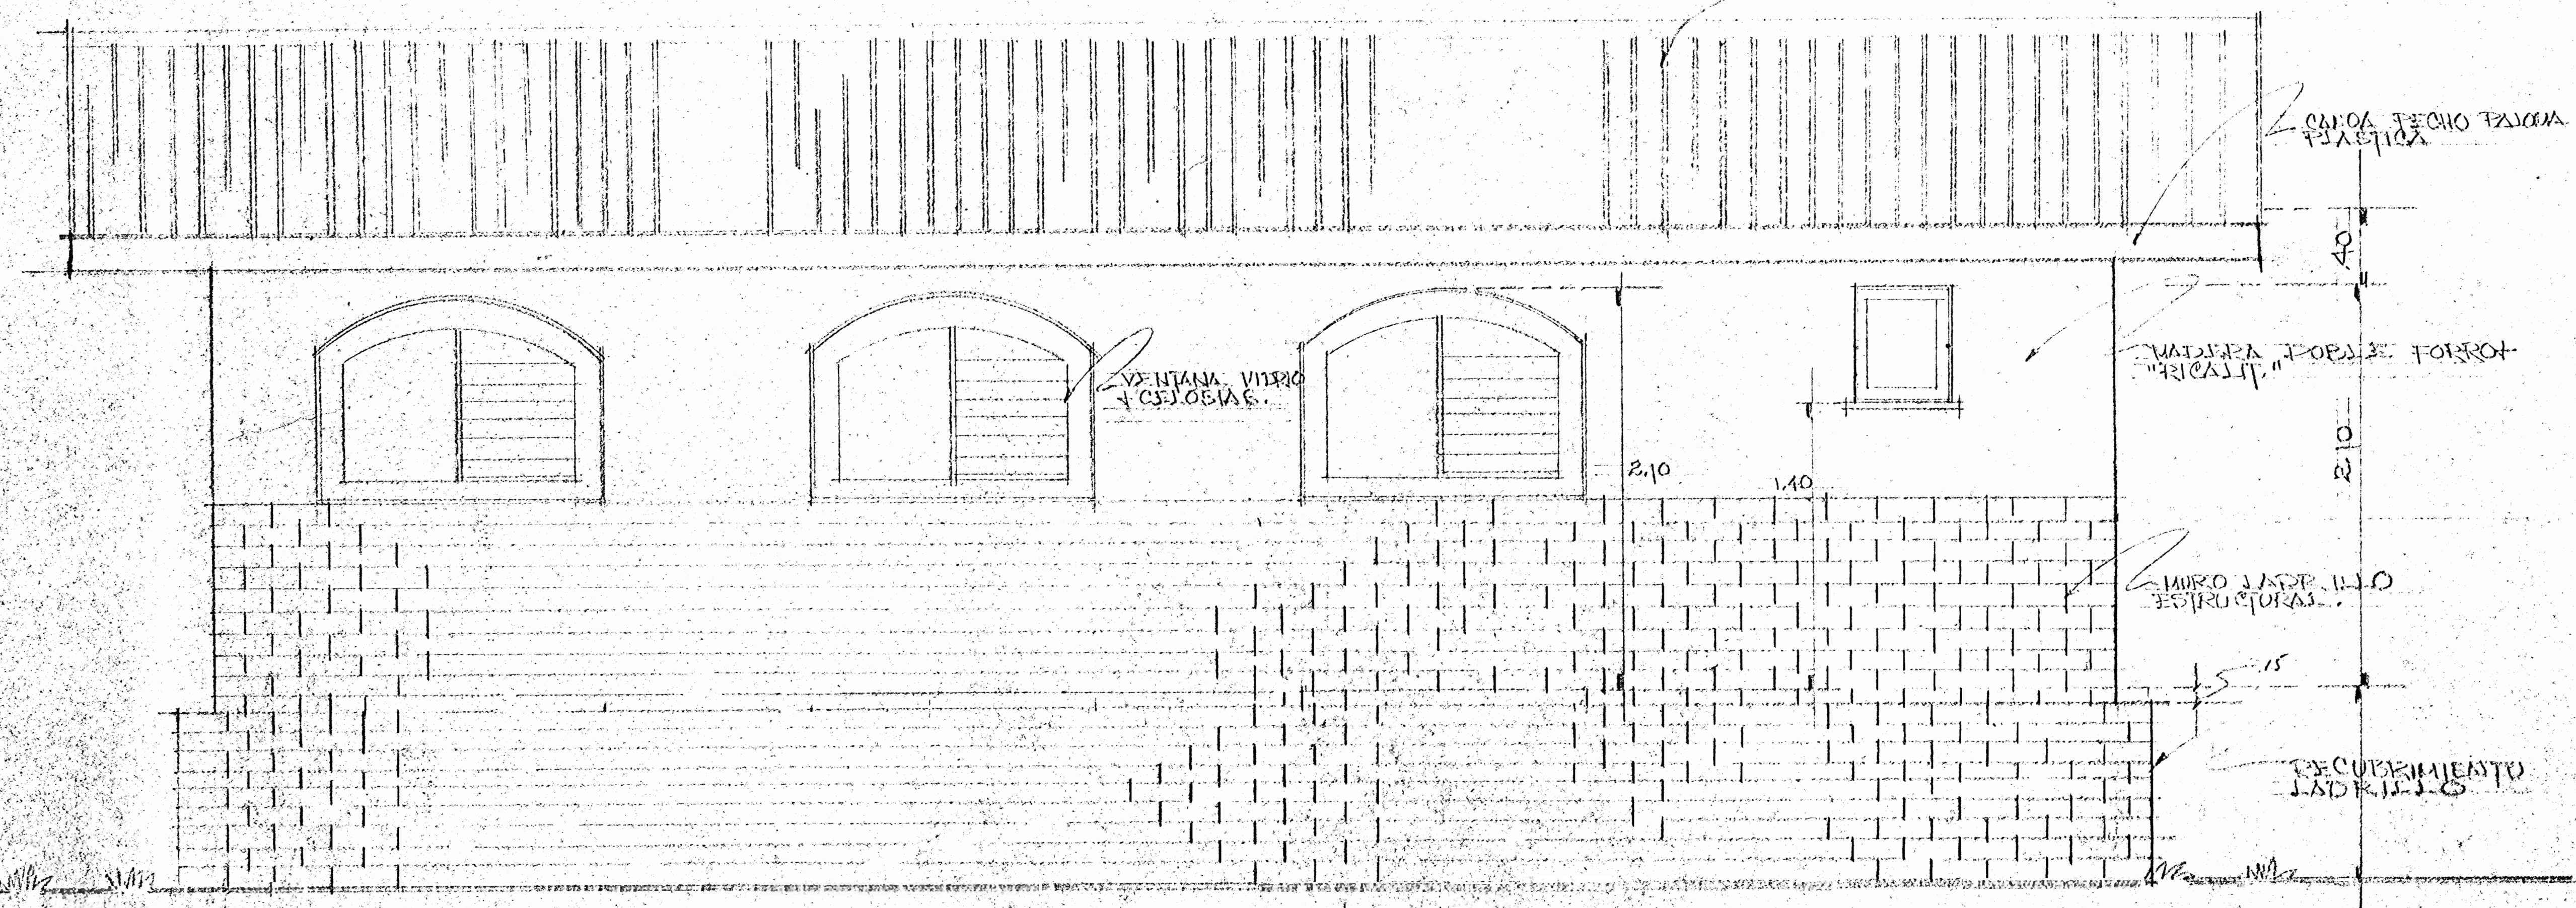 CANOA PECHO PALOMA
PLASTICA
.40
VENTANA VIDRIO
Y CELOSIAS.
MADERA DOBLE FORRO+
"RICALIT."
2.10
2.10
1.40
MURO LADRILLO
ESTRUCTURAL.
.15
RECUBRIMIENTO
LADRILLO